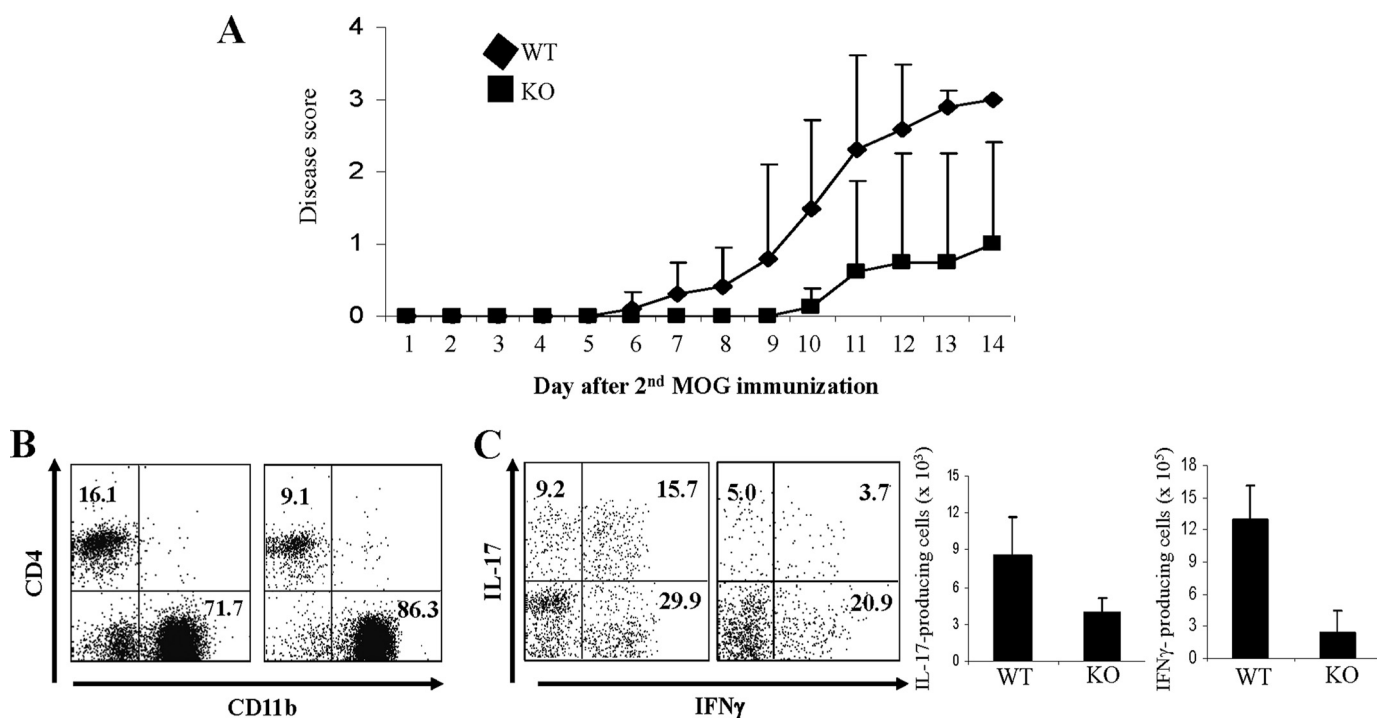 A
Disease score
4
3
2
1
0
WT
KO
1 2 3 4 5 6 7 8 9 10 11 12 13 14
Day after 2nd MOG immunization
B
CD4
16.1
71.7
9.1
86.3
CD11b
C
IL-17
9.2 15.7
29.9
5.0 3.7
20.9
IFNγ
IL-17-producing cells (x 10³)
15
12
9
6
3
0
WT KO
IFNγ- producing cells (x 10⁵)
18
15
12
9
6
3
0
WT KO